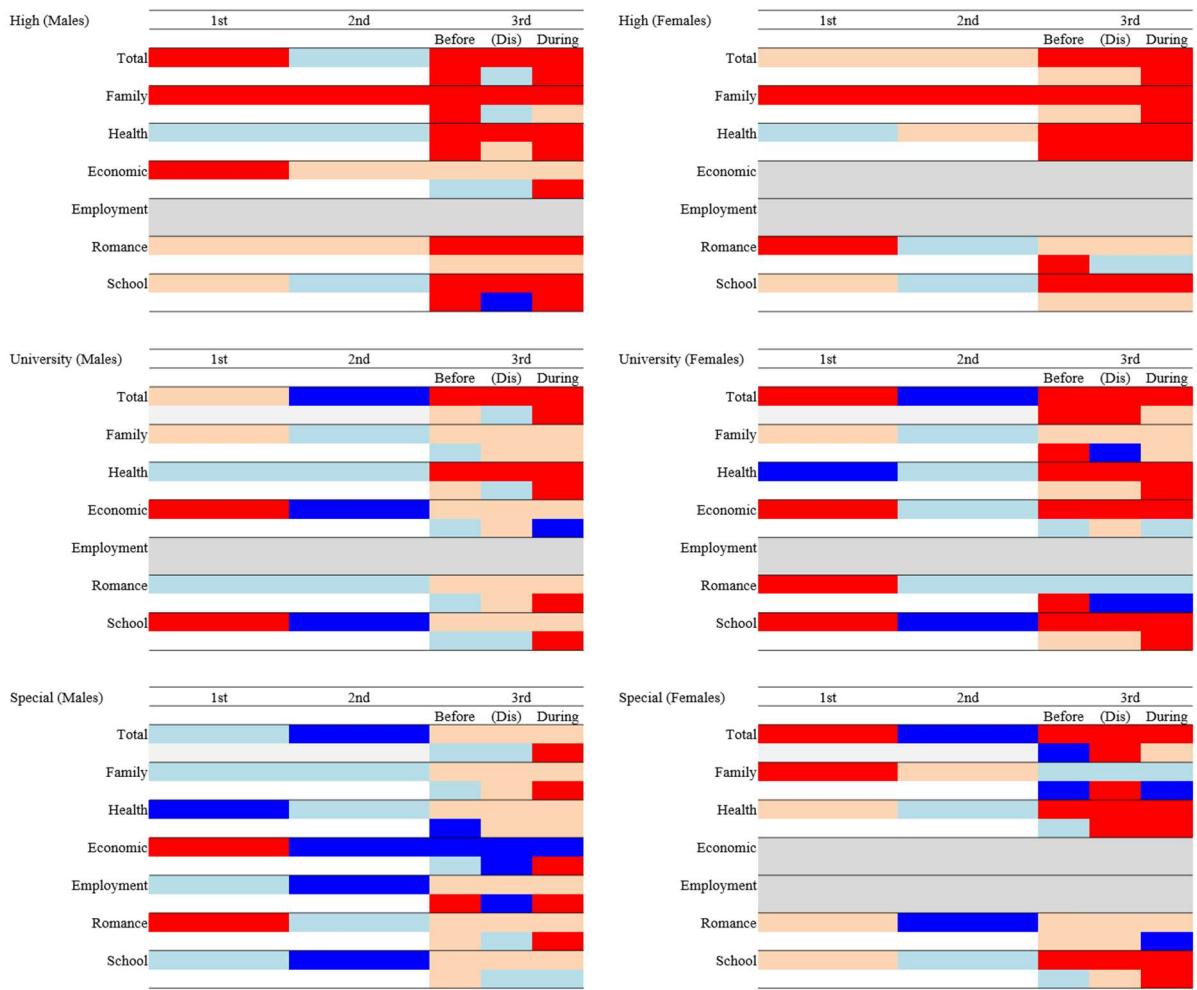 High (Males) 1st 2nd 3rd
Before (Dis) During
Total
Family
Health
Economic
Employment
Romance
School
High (Females) 1st 2nd 3rd
Before (Dis) During
Total
Family
Health
Economic
Employment
Romance
School
University (Males) 1st 2nd 3rd
Before (Dis) During
Total
Family
Health
Economic
Employment
Romance
School
University (Females) 1st 2nd 3rd
Before (Dis) During
Total
Family
Health
Economic
Employment
Romance
School
Special (Males) 1st 2nd 3rd
Before (Dis) During
Total
Family
Health
Economic
Employment
Romance
School
Special (Females) 1st 2nd 3rd
Before (Dis) During
Total
Family
Health
Economic
Employment
Romance
School